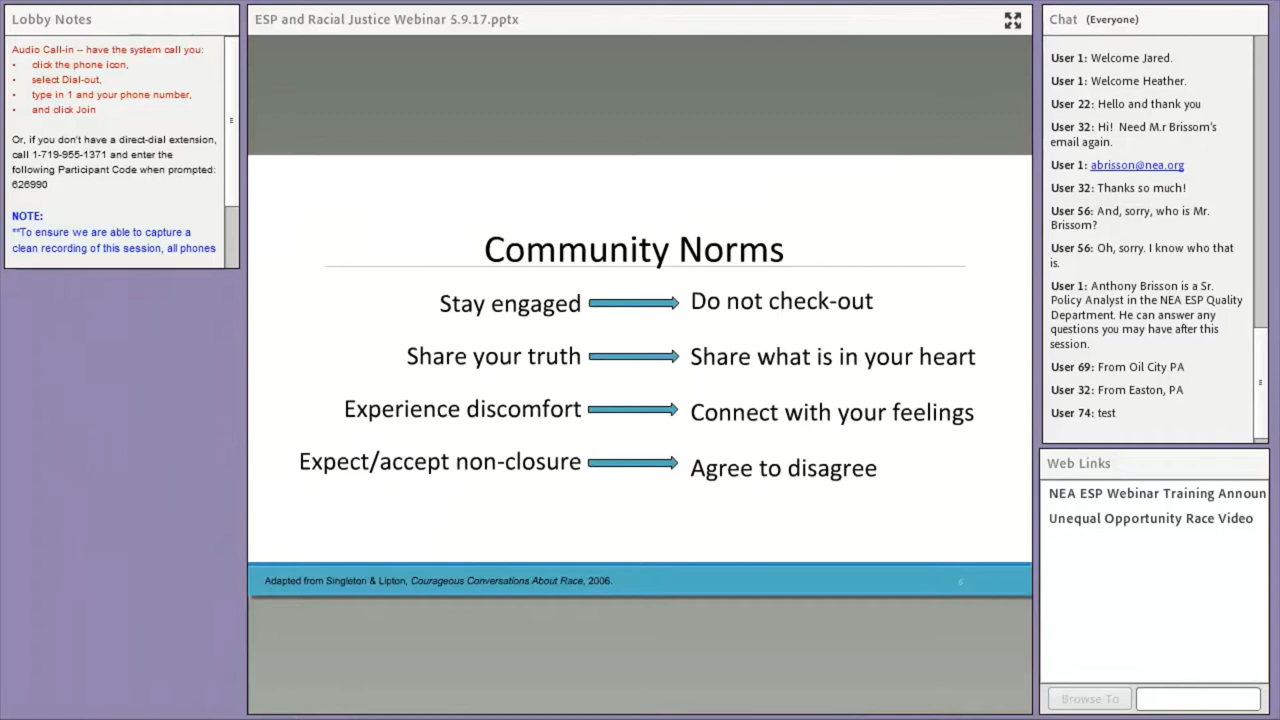 Lobby Notes
Audio Call-in -- have the system call you:
• click the phone icon,
• select Dial-out,
• type in 1 and your phone number,
• and click Join
Or, if you don't have a direct-dial extension,
call 1-719-955-1371 and enter the
following Participant Code when prompted:
626990
NOTE:
**To ensure we are able to capture a
clean recording of this session, all phones
ESP and Racial Justice Webinar 5.9.17.pptx
Community Norms
Stay engaged Do not check-out
Share your truth Share what is in your heart
Experience discomfort Connect with your feelings
Expect/accept non-closure Agree to disagree
Adapted from Singleton & Lipton, Courageous Conversations About Race, 2006.
6
Chat (Everyone)
User 1: Welcome Jared.
User 1: Welcome Heather.
User 22: Hello and thank you
User 32: Hi! Need M.r Brissom's
email again.
User 1: abrisson@nea.org
User 32: Thanks so much!
User 56: And, sorry, who is Mr.
Brissom?
User 56: Oh, sorry. I know who that
is.
User 1: Anthony Brisson is a Sr.
Policy Analyst in the NEA ESP Quality
Department. He can answer any
questions you may have after this
session.
User 69: From Oil City PA
User 32: From Easton, PA
User 74: test
Web Links
NEA ESP Webinar Training Announ
Unequal Opportunity Race Video
Browse To